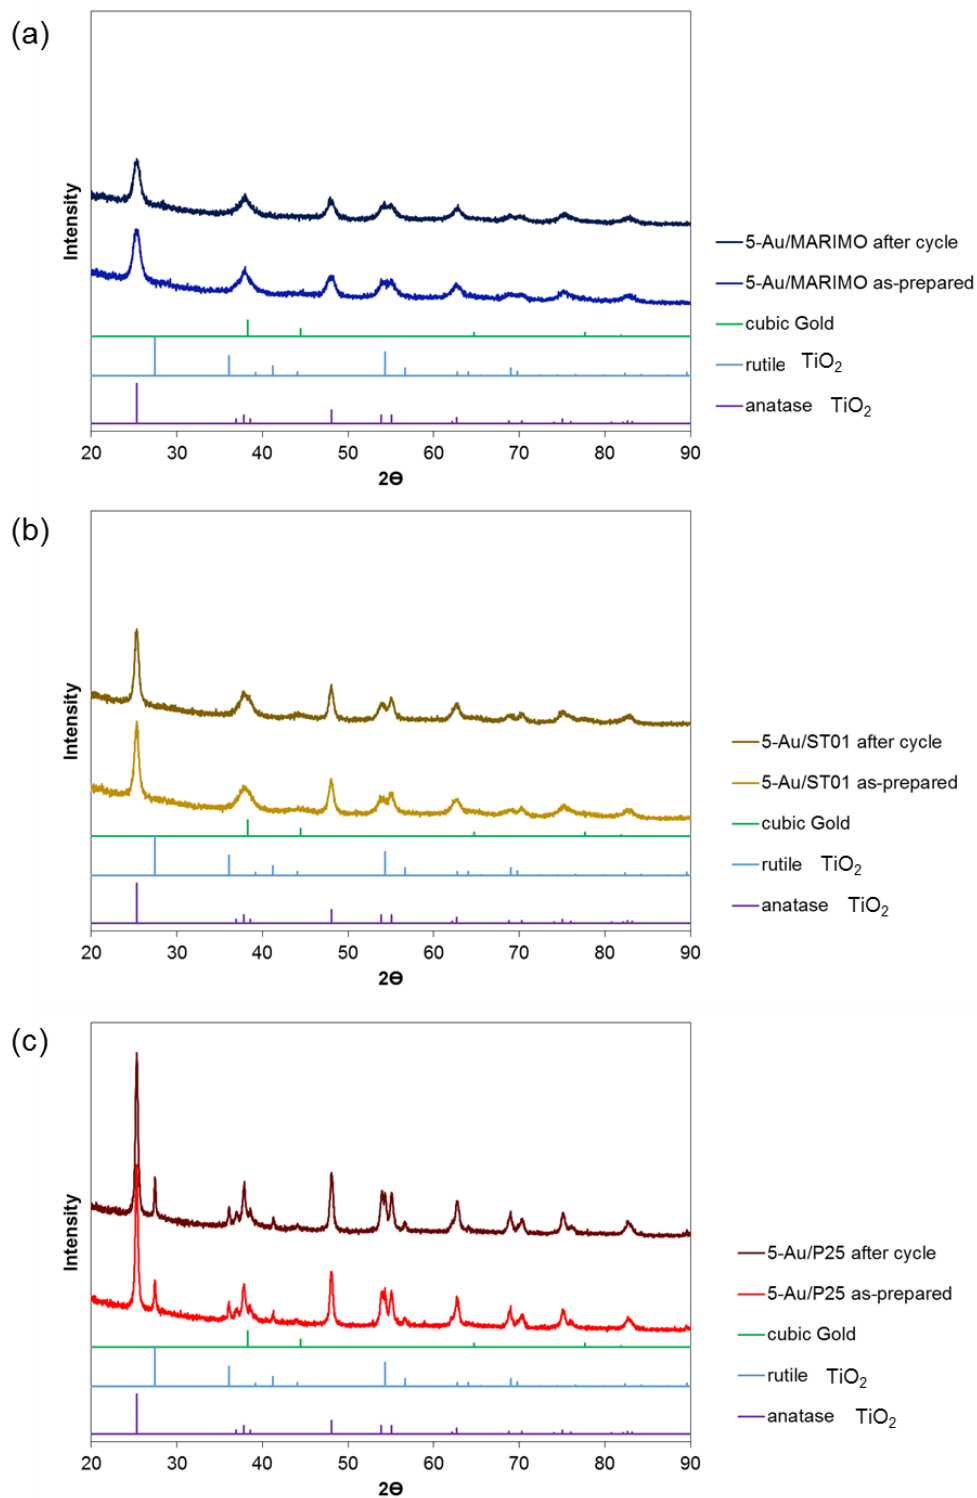 (a)
Intensity
5-Au/MARIMO after cycle
5-Au/MARIMO as-prepared
cubic Gold
rutile TiO₂
anatase TiO₂
20 30 40 50 60 70 80 90
2Θ
(b)
Intensity
5-Au/ST01 after cycle
5-Au/ST01 as-prepared
cubic Gold
rutile TiO₂
anatase TiO₂
20 30 40 50 60 70 80 90
2Θ
(c)
Intensity
5-Au/P25 after cycle
5-Au/P25 as-prepared
cubic Gold
rutile TiO₂
anatase TiO₂
20 30 40 50 60 70 80 90
2Θ